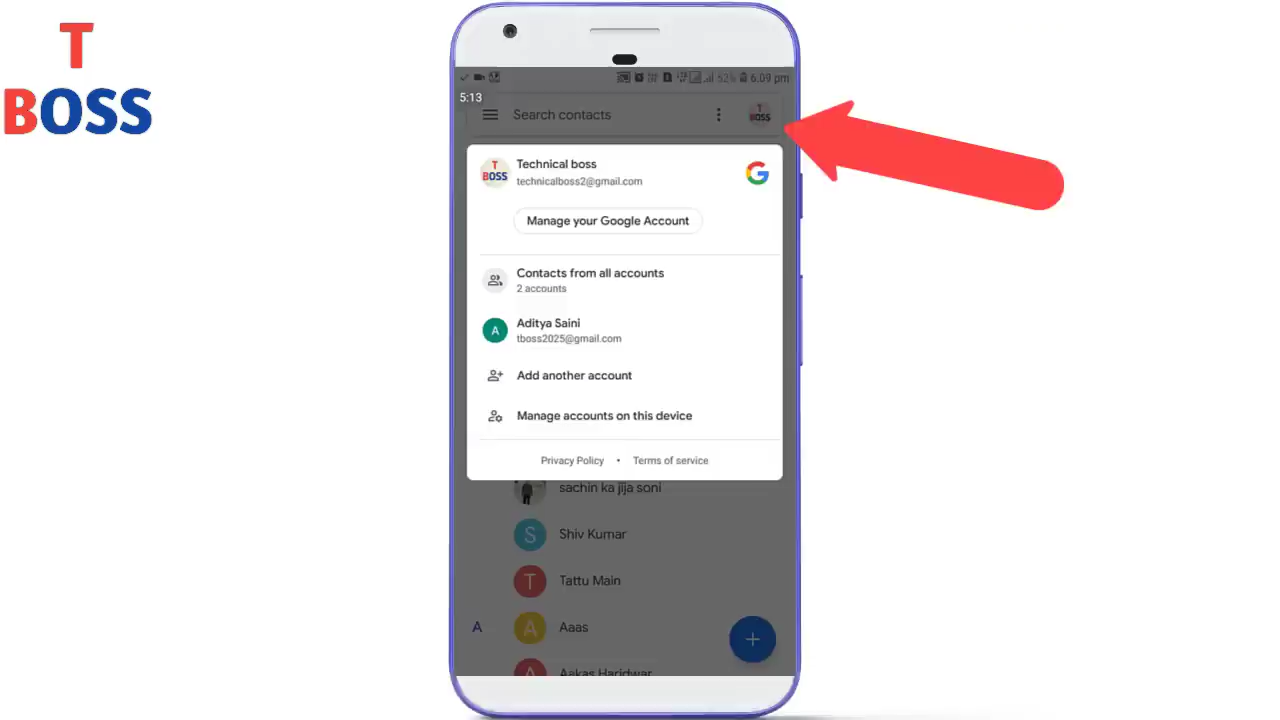 T
BOSS
52% 6.09 pm
5:13
Search contacts
T
BOSS
T
BOSS
Technical boss
technicalboss2@gmail.com
G
Manage your Google Account
Contacts from all accounts
2 accounts
A
Aditya Saini
tboss2025@gmail.com
Add another account
Manage accounts on this device
Privacy Policy • Terms of service
sachin ka jija soni
S
Shiv Kumar
T
Tattu Main
A
A
Aaas
A
Aakas Haridwar